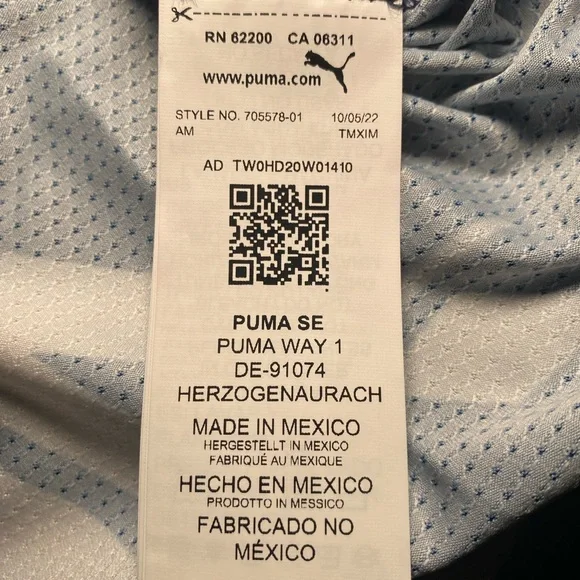 RN 62200 CA 06311
www.puma.com
STYLE NO. 705578-01 10/05/22
AM TMXIM
AD TW0HD20W01410
PUMA SE
PUMA WAY 1
DE-91074
HERZOGENAURACH
MADE IN MEXICO
HERGESTELLT IN MEXIKO
FABRIQUÉ AU MEXIQUE
HECHO EN MÉXICO
PRODOTTO IN MESSICO
FABRICADO NO
MÉXICO